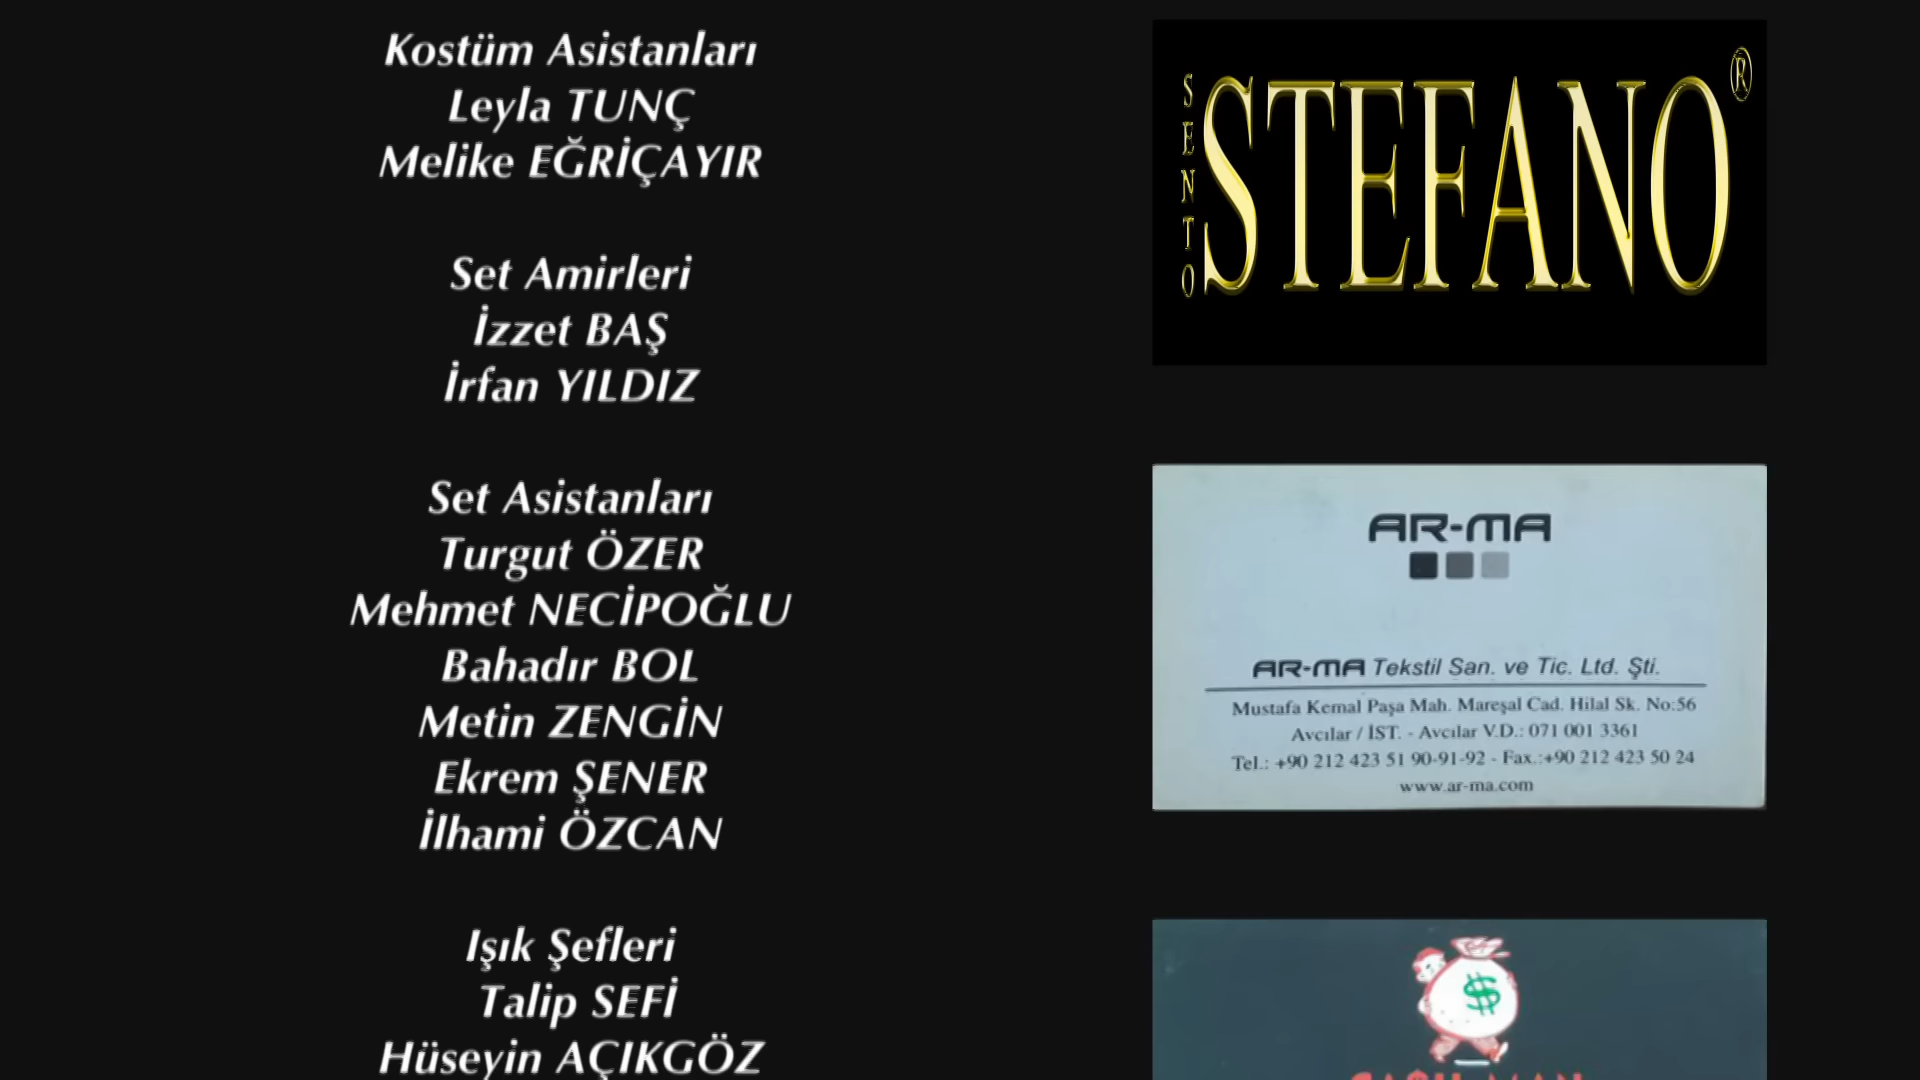 Kostüm Asistanları
Leyla TUNÇ
Melike EĞRİÇAYIR
Set Amirleri
İzzet BAŞ
İrfan YILDIZ
Set Asistanları
Turgut ÖZER
Mehmet NECİPOĞLU
Bahadır BOL
Metin ZENGİN
Ekrem ŞENER
İlhami ÖZCAN
Işık Şefleri
Talip SEFİ
Hüseyin AÇIKGÖZ
SENTO
STEFANO®
AR-MA
AR-MA Tekstil San. ve Tic. Ltd. Şti.
Mustafa Kemal Paşa Mah. Mareşal Cad. Hilal Sk. No:56
Avcılar / İST. - Avcılar V.D.: 071 001 3361
Tel.: +90 212 423 51 90-91-92 - Fax.:+90 212 423 50 24
www.ar-ma.com
$